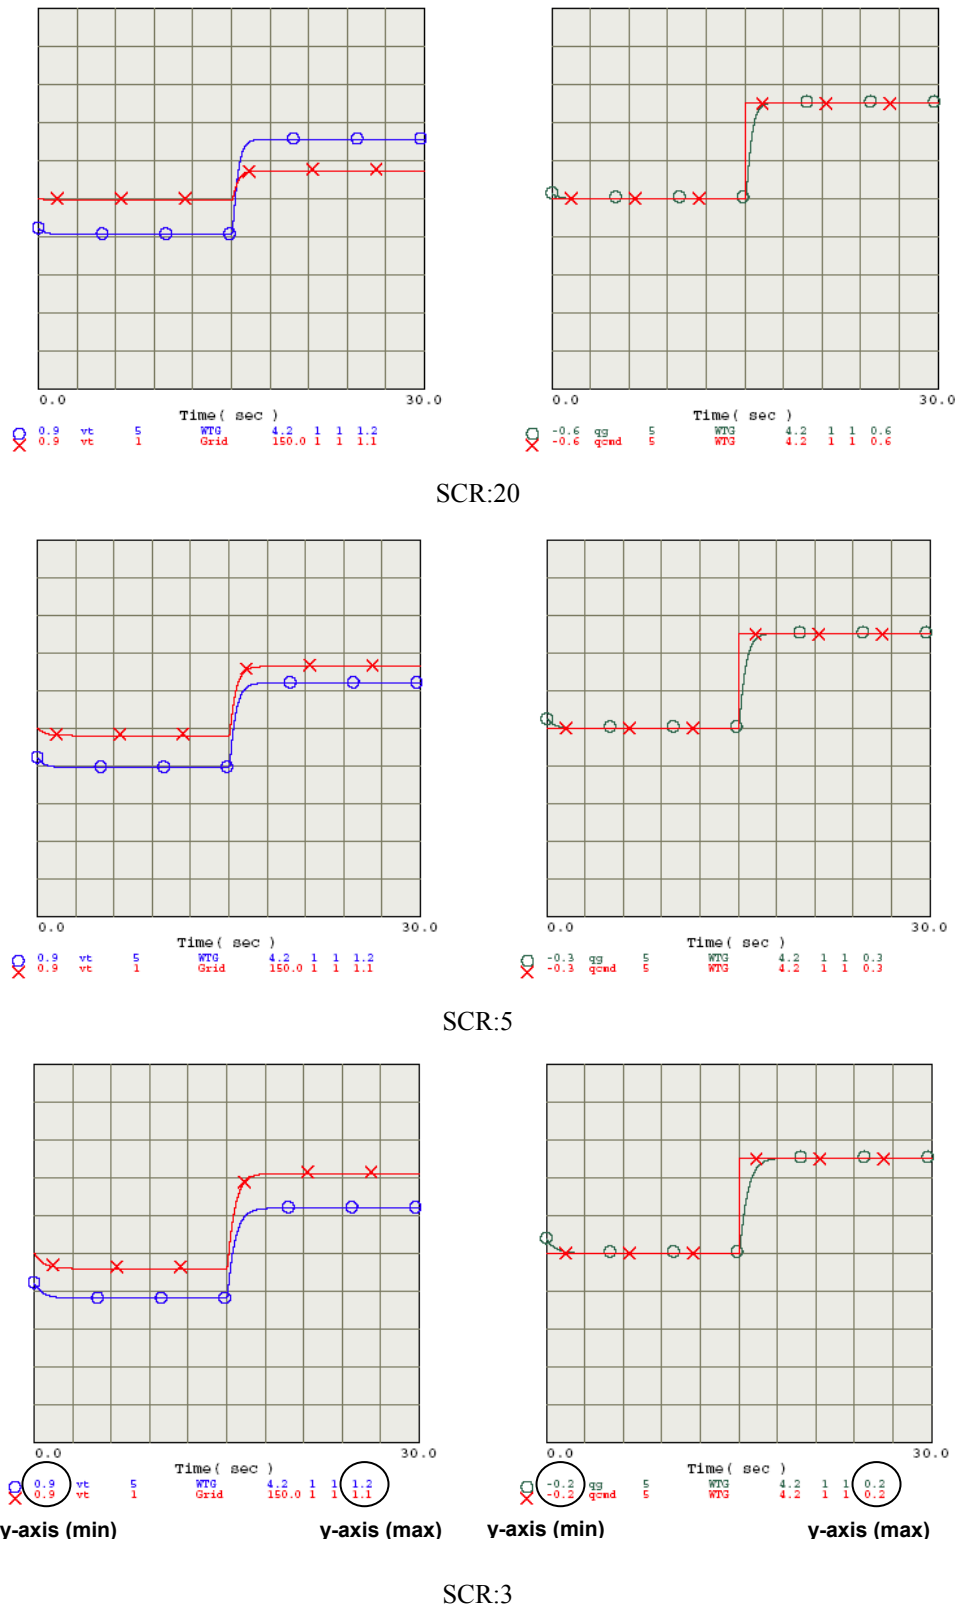 0.0 30.0
Time( sec )
0.9 vt 5 WTG 4.2 1 1 1.2
0.9 vt 1 Grid 150.0 1 1 1.1
0.0 30.0
Time( sec )
-0.6 qg 5 WTG 4.2 1 1 0.6
-0.6 qcmd 5 WTG 4.2 1 1 0.6
SCR:20
0.0 30.0
Time( sec )
0.9 vt 5 WTG 4.2 1 1 1.2
0.9 vt 1 Grid 150.0 1 1 1.1
0.0 30.0
Time( sec )
-0.3 qg 5 WTG 4.2 1 1 0.3
-0.3 qcmd 5 WTG 4.2 1 1 0.3
SCR:5
0.0 30.0
Time( sec )
0.9 vt 5 WTG 4.2 1 1 1.2
0.9 vt 1 Grid 150.0 1 1 1.1
y-axis (min) y-axis (max)
0.0 30.0
Time( sec )
-0.2 qg 5 WTG 4.2 1 1 0.2
-0.2 qcmd 5 WTG 4.2 1 1 0.2
y-axis (min) y-axis (max)
SCR:3